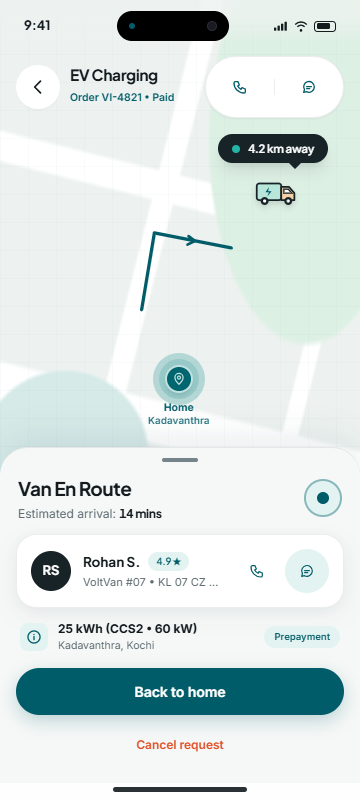 9:41
EV Charging
Order VI-4821 • Paid
4.2 km away
Home
Kadavanthra
Van En Route
Estimated arrival: 14 mins
RS
Rohan S.
4.9★
VoltVan #07 • KL 07 CZ ...
25 kWh (CCS2 • 60 kW)
Kadavanthra, Kochi
Prepayment
Back to home
Cancel request